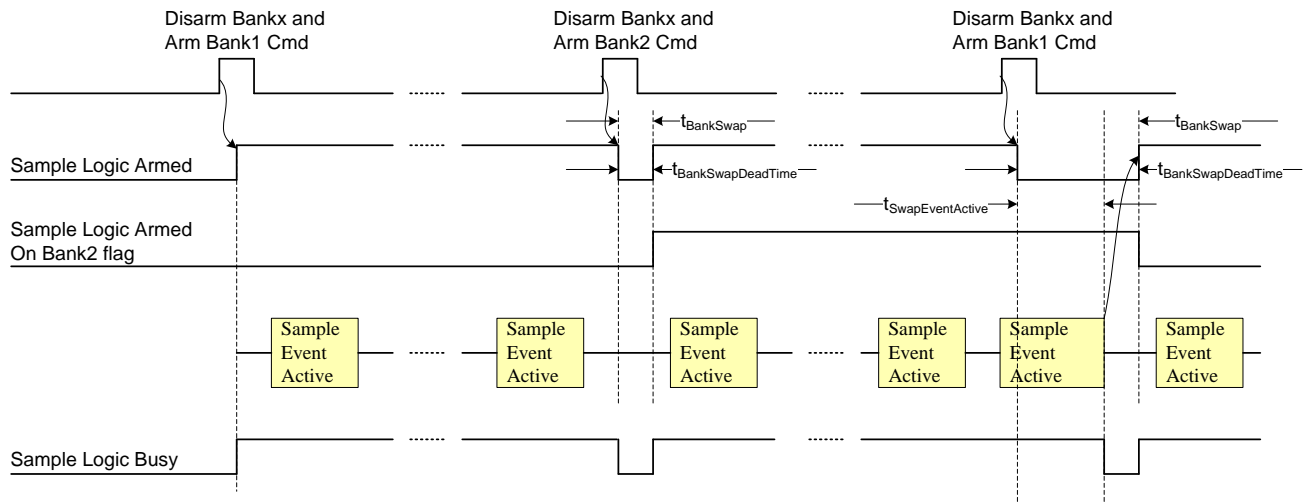 Disarm Bankx and
Arm Bank1 Cmd
Disarm Bankx and
Arm Bank2 Cmd
Disarm Bankx and
Arm Bank1 Cmd
tBankSwap
tBankSwap
Sample Logic Armed
tBankSwapDeadTime
tBankSwapDeadTime
tSwapEventActive
Sample Logic Armed
On Bank2 flag
Sample
Event
Active
Sample
Event
Active
Sample
Event
Active
Sample
Event
Active
Sample
Event
Active
Sample
Event
Active
Sample Logic Busy